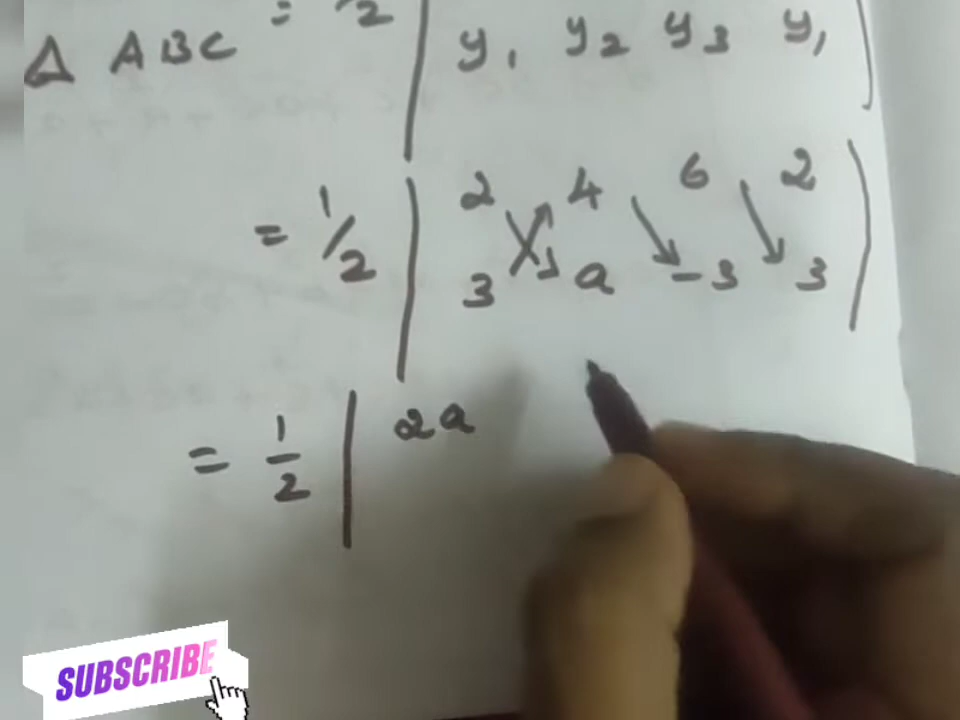 Δ ABC = 1/2 | y₁ y₂ y₃ y₁ |
= 1/2 | 2 4 6 2
3 a -3 3 |
= 1/2 | 2a
SUBSCRIBE